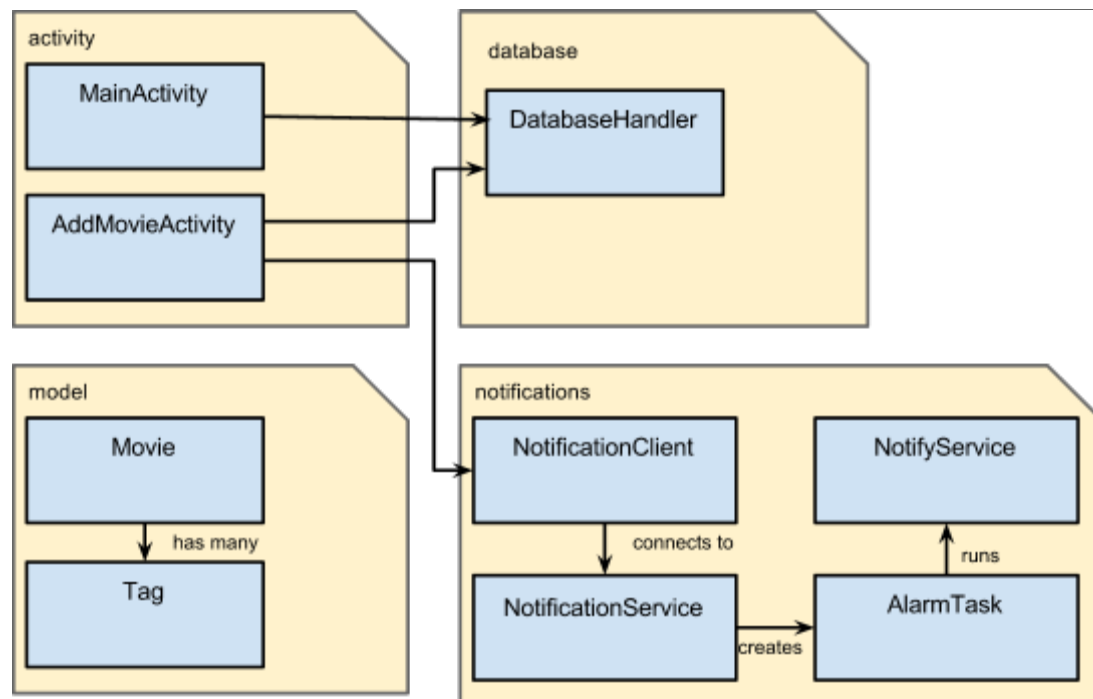 activity
MainActivity
AddMovieActivity
database
DatabaseHandler
model
Movie
has many
Tag
notifications
NotificationClient
NotifyService
connects to
runs
NotificationService
AlarmTask
creates